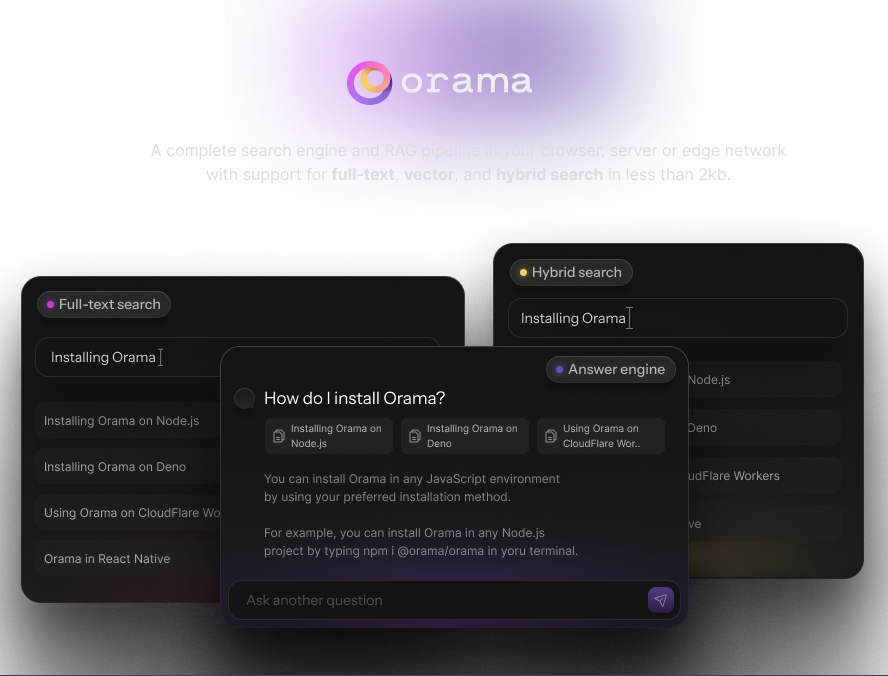 orama
A complete search engine and RAG pipeline in your browser, server or edge network
with support for full-text, vector, and hybrid search in less than 2kb.
Full-text search
Installing Orama
Installing Orama on Node.js
Installing Orama on Deno
Using Orama on CloudFlare Wo
Orama in React Native
Hybrid search
Installing Orama
Node.js
Deno
udFlare Workers
ve
Answer engine
How do I install Orama?
Installing Orama on
Node.js
Installing Orama on
Deno
Using Orama on
CloudFlare Wor..
You can install Orama in any JavaScript environment
by using your preferred installation method.
For example, you can install Orama in any Node.js
project by typing npm i @orama/orama in yoru terminal.
Ask another question